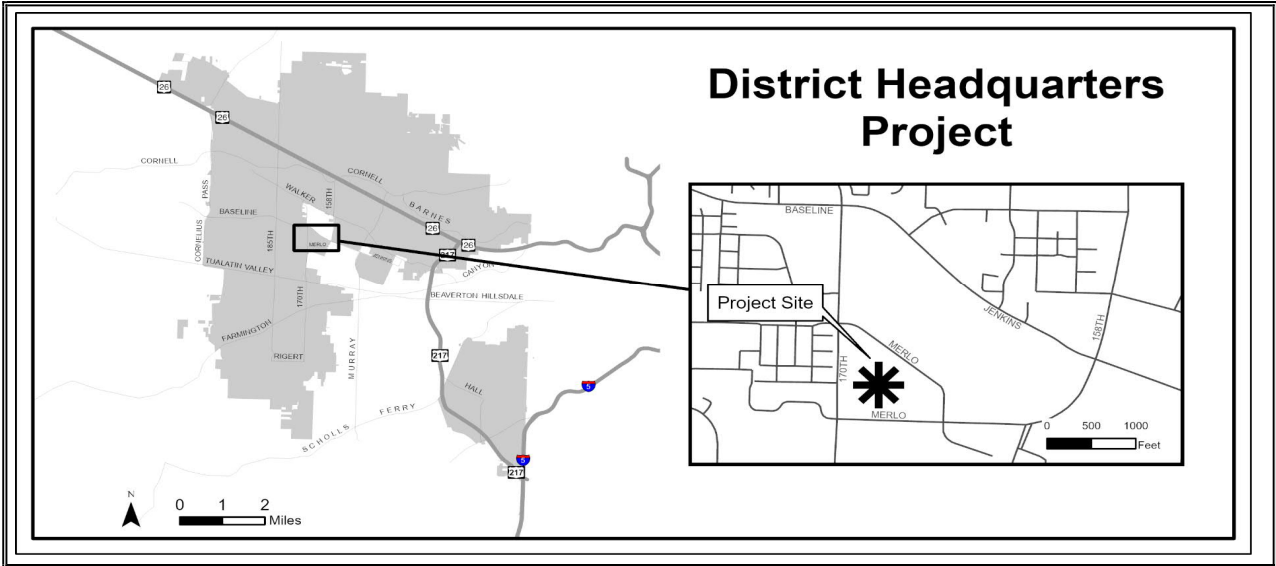 District Headquarters
Project
26
26
CORNELL
CORNELL
PASS
WALKER
158TH
BARNES
BASELINE
26
26
CORNELIUS
185TH
MERLO
217
CANYON
TUALATIN VALLEY
170TH
BEAVERTON HILLSDALE
FARMINGTON
217
RIGERT
MURRAY
HALL
5
FERRY
SCHOLLS
5
217
N
0 1 2
Miles
BASELINE
Project Site
JENKINS
158TH
MERLO
170TH
MERLO
0 500 1000
Feet